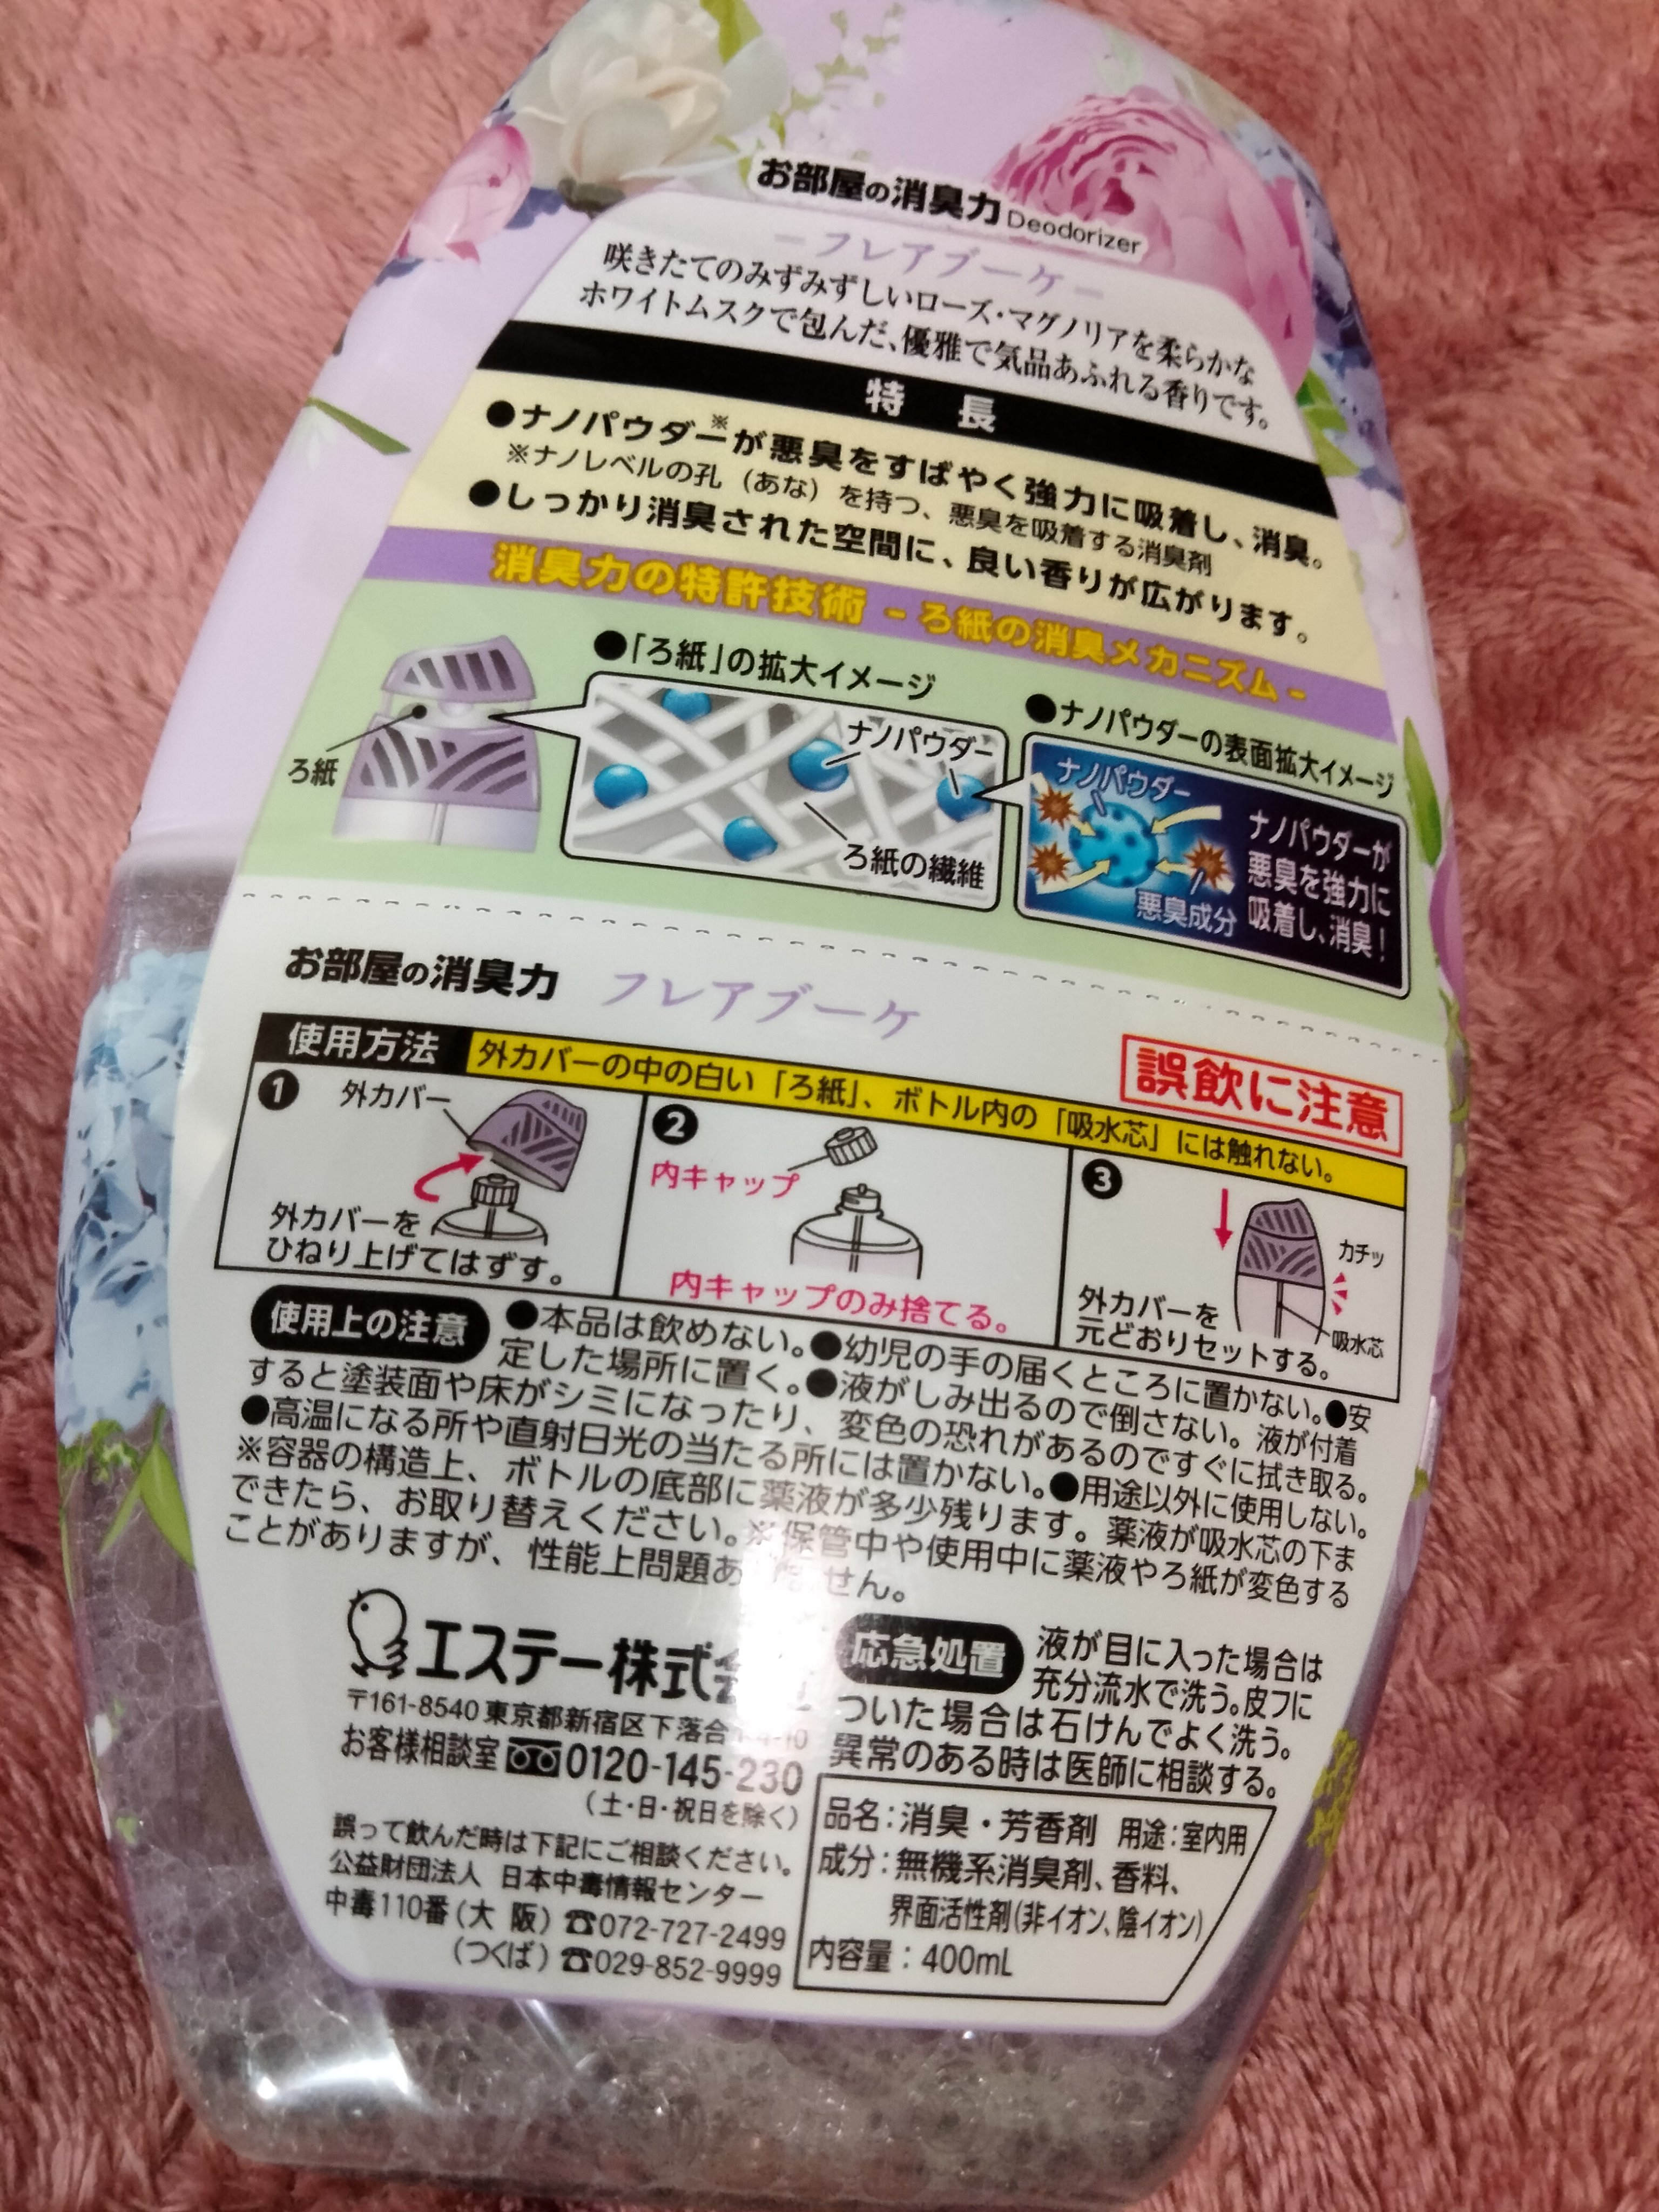 お部屋の消臭力 Deodorizer
－フレアブーケ－
咲きたてのみずみずしいローズ・マグノリアを柔らかな
ホワイトムスクで包んだ、優雅で気品あふれる香りです。
特長
●ナノパウダー※が悪臭をすばやく強力に吸着し、消臭。
※ナノレベルの孔（あな）を持つ、悪臭を吸着する消臭剤
●しっかり消臭された空間に、良い香りが広がります。
消臭力の特許技術 -ろ紙の消臭メカニズム-
●「ろ紙」の拡大イメージ
●ナノパウダーの表面拡大イメージ
ろ紙
ナノパウダー
ろ紙の繊維
ナノパウダー
悪臭成分
ナノパウダーが
悪臭を強力に
吸着し、消臭！
お部屋の消臭力 フレアブーケ
誤飲に注意
使用方法 外カバーの中の白い「ろ紙」、ボトル内の「吸水芯」には触れない。
1
外カバー
外カバーを
ひねり上げてはずす。
2
内キャップ
内キャップのみ捨てる。
3
カチッ
外カバーを
元どおりセットする。
吸水芯
使用上の注意 ●本品は飲めない。●幼児の手の届くところに置かない。●安
定した場所に置く。●液がしみ出るので倒さない。液が付着
すると塗装面や床がシミになったり、変色の恐れがあるのですぐに拭き取る。
●高温になる所や直射日光の当たる所には置かない。●用途以外に使用しない。
※容器の構造上、ボトルの底部に薬液が多少残ります。薬液が吸水芯の下ま
できたら、お取り替えください。※保管中や使用中に薬液やろ紙が変色する
ことがありますが、性能上問題あ せん。
エステー株式会
〒161-8540 東京都新宿区下落合
お客様相談室 0120-145-230
（土・日・祝日を除く）
誤って飲んだ時は下記にご相談ください。
公益財団法人 日本中毒情報センター
中毒110番（大 阪）☎072-727-2499
（つくば）☎029-852-9999
応急処置 液が目に入った場合は
充分流水で洗う。皮フに
ついた場合は石けんでよく洗う。
異常のある時は医師に相談する。
品名：消臭・芳香剤 用途：室内用
成分：無機系消臭剤、香料、
界面活性剤（非イオン、陰イオン）
内容量：400mL